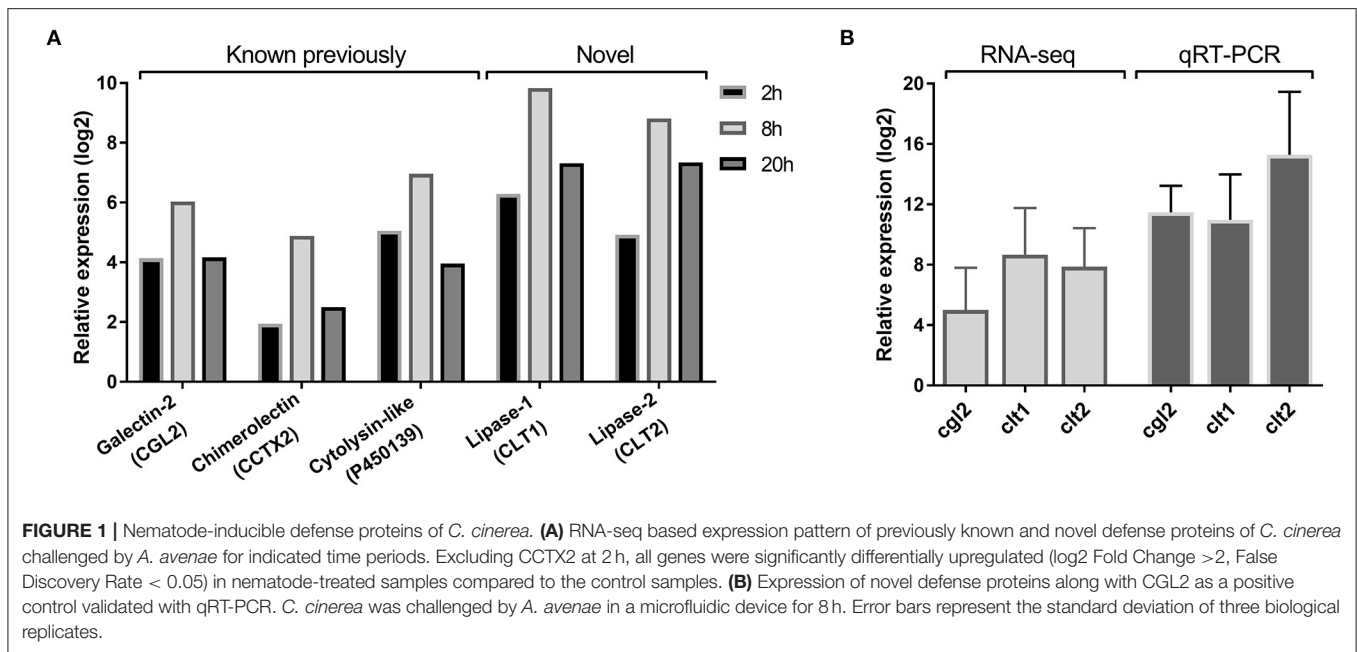 A
Known previously
Novel
Relative expression (log2)
10
8
6
4
2
0
2h
8h
20h
Galectin-2
(CGL2)
Chimerolectin
(CCTX2)
Cytolysin-like
(P450139)
Lipase-1
(CLT1)
Lipase-2
(CLT2)
B
RNA-seq
qRT-PCR
Relative expression (log2)
20
16
12
8
4
0
cgl2
clt1
clt2
cgl2
clt1
clt2
FIGURE 1 | Nematode-inducible defense proteins of C. cinerea. (A) RNA-seq based expression pattern of previously known and novel defense proteins of C. cinerea
challenged by A. avenae for indicated time periods. Excluding CCTX2 at 2 h, all genes were significantly differentially upregulated (log2 Fold Change >2, False
Discovery Rate < 0.05) in nematode-treated samples compared to the control samples. (B) Expression of novel defense proteins along with CGL2 as a positive
control validated with qRT-PCR. C. cinerea was challenged by A. avenae in a microfluidic device for 8 h. Error bars represent the standard deviation of three biological
replicates.